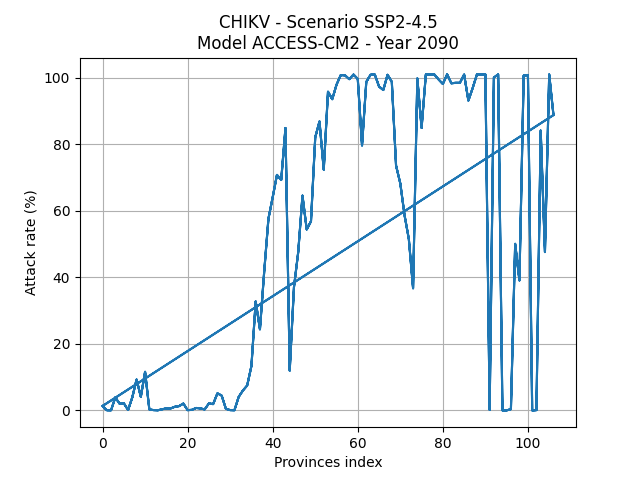 CHIKV - Scenario SSP2-4.5
Model ACCESS-CM2 - Year 2090
Attack rate (%)
100
80
60
40
20
0
0 20 40 60 80 100
Provinces index